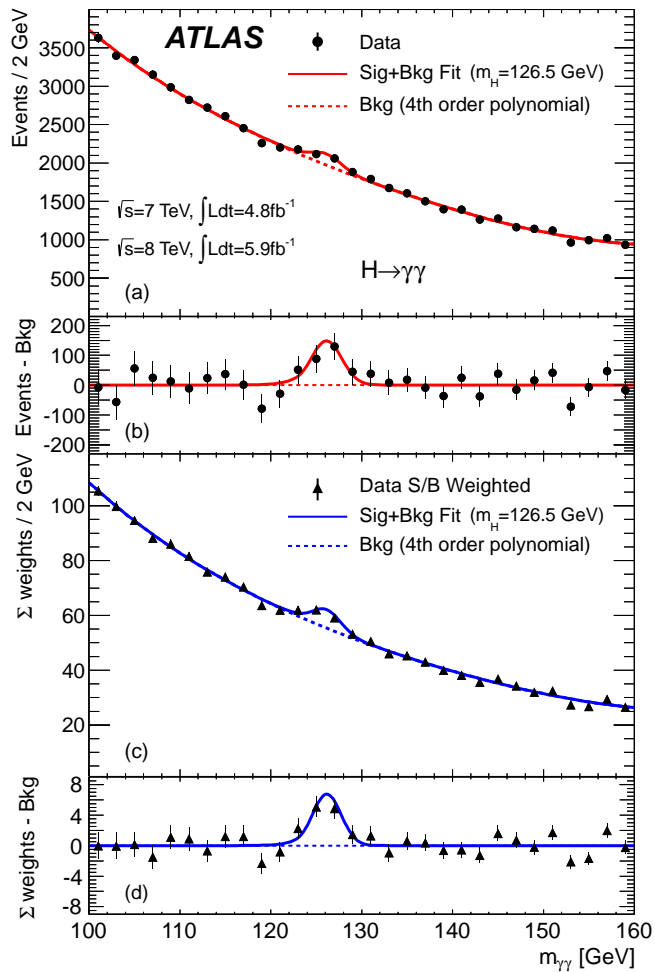 ATLAS
Data
Sig+Bkg Fit (m_H=126.5 GeV)
Bkg (4th order polynomial)
√s=7 TeV, ∫Ldt=4.8fb⁻¹
√s=8 TeV, ∫Ldt=5.9fb⁻¹
H→γγ
(a)
Events / 2 GeV
3500
3000
2500
2000
1500
1000
500
Events - Bkg
200
100
0
-100
-200
(b)
Σ weights / 2 GeV
100
80
60
40
20
Data S/B Weighted
Sig+Bkg Fit (m_H=126.5 GeV)
Bkg (4th order polynomial)
(c)
Σ weights - Bkg
8
4
0
-4
-8
(d)
100 110 120 130 140 150 160
m_γγ [GeV]